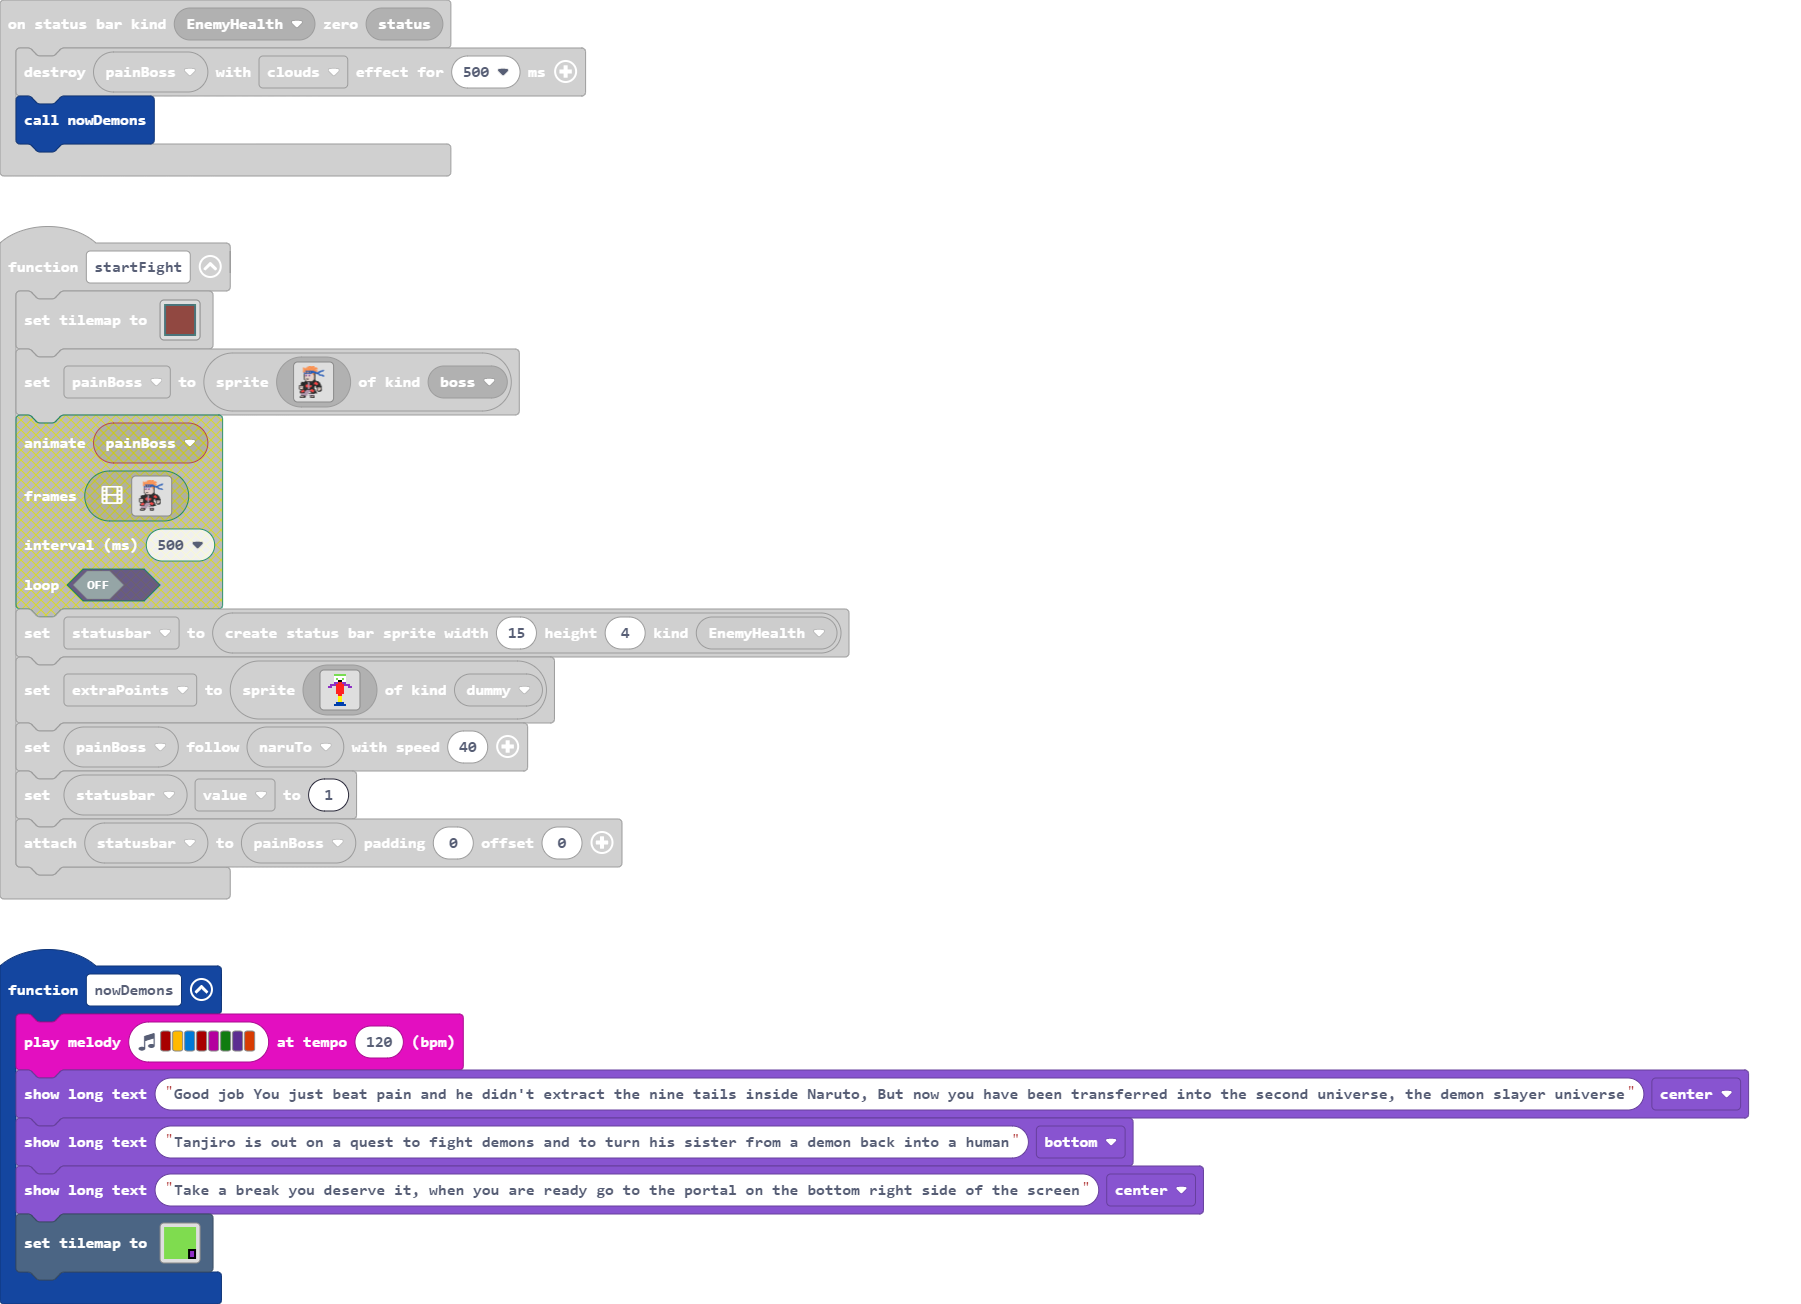 on status bar kind EnemyHealth zero status
destroy painBoss with clouds effect for 500 ms
call nowDemons
function startFight
set tilemap to
set painBoss to sprite of kind boss
animate painBoss
frames
interval (ms) 500
loop OFF
set statusbar to create status bar sprite width 15 height 4 kind EnemyHealth
set extraPoints to sprite of kind dummy
set painBoss follow naruTo with speed 40
set statusbar value to 1
attach statusbar to painBoss padding 0 offset 0
function nowDemons
play melody at tempo 120 (bpm)
show long text "Good job You just beat pain and he didn't extract the nine tails inside Naruto, But now you have been transferred into the second universe, the demon slayer universe" center
show long text "Tanjiro is out on a quest to fight demons and to turn his sister from a demon back into a human" bottom
show long text "Take a break you deserve it, when you are ready go to the portal on the bottom right side of the screen" center
set tilemap to